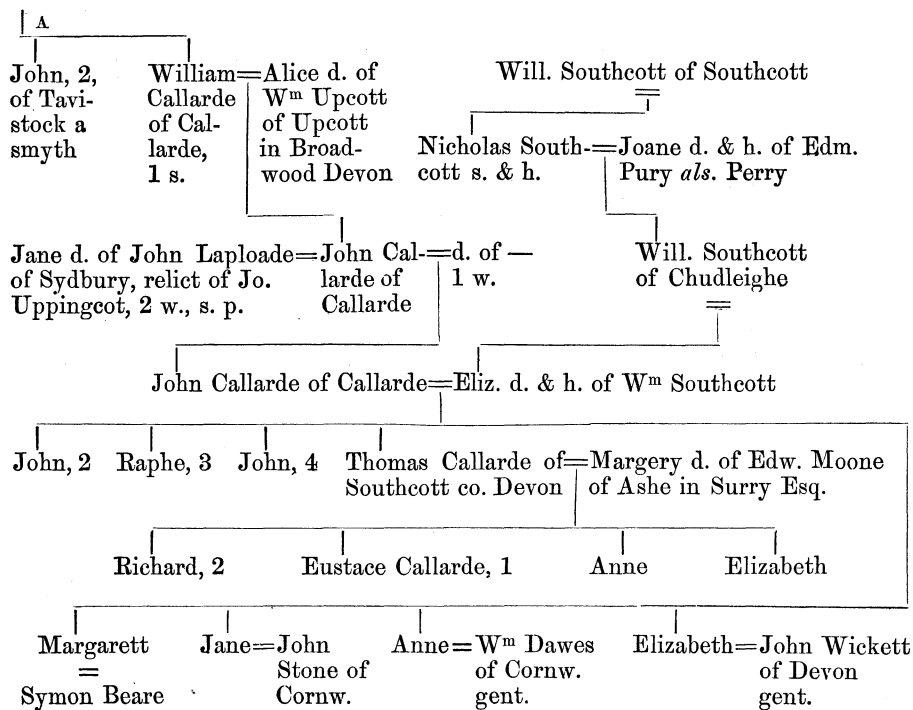 A
John, 2, William=Alice d. of Will. Southcott of Southcott
of Tavi- Callarde Wᵐ Upcott =
stock a of Cal- of Upcott
smyth larde, in Broad- Nicholas South-=Joane d. & h. of Edm.
1 s. wood Devon cott s. & h. Pury als. Perry
Jane d. of John Laploade=John Cal-=d. of — Will. Southcott
of Sydbury, relict of Jo. larde of 1 w. of Chudleighe
Uppingcot, 2 w., s. p. Callarde =
John Callarde of Callarde=Eliz. d. & h. of Wᵐ Southcott
John, 2 Raphe, 3 John, 4 Thomas Callarde of=Margery d. of Edw. Moone
Southcott co. Devon of Ashe in Surry Esq.
Richard, 2 Eustace Callarde, 1 Anne Elizabeth
Margarett Jane=John Anne=Wᵐ Dawes Elizabeth=John Wickett
= Stone of of Cornw. of Devon
Symon Beare Cornw. gent. gent.